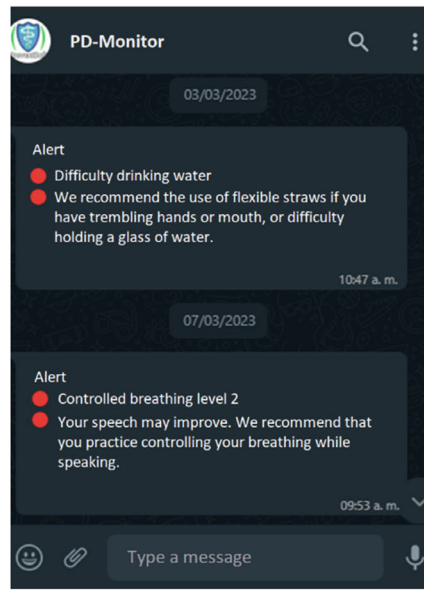 PD-Monitor
03/03/2023
Alert
Difficulty drinking water
We recommend the use of flexible straws if you
have trembling hands or mouth, or difficulty
holding a glass of water.
10:47 a. m.
07/03/2023
Alert
Controlled breathing level 2
Your speech may improve. We recommend that
you practice controlling your breathing while
speaking.
09:53 a. m.
Type a message